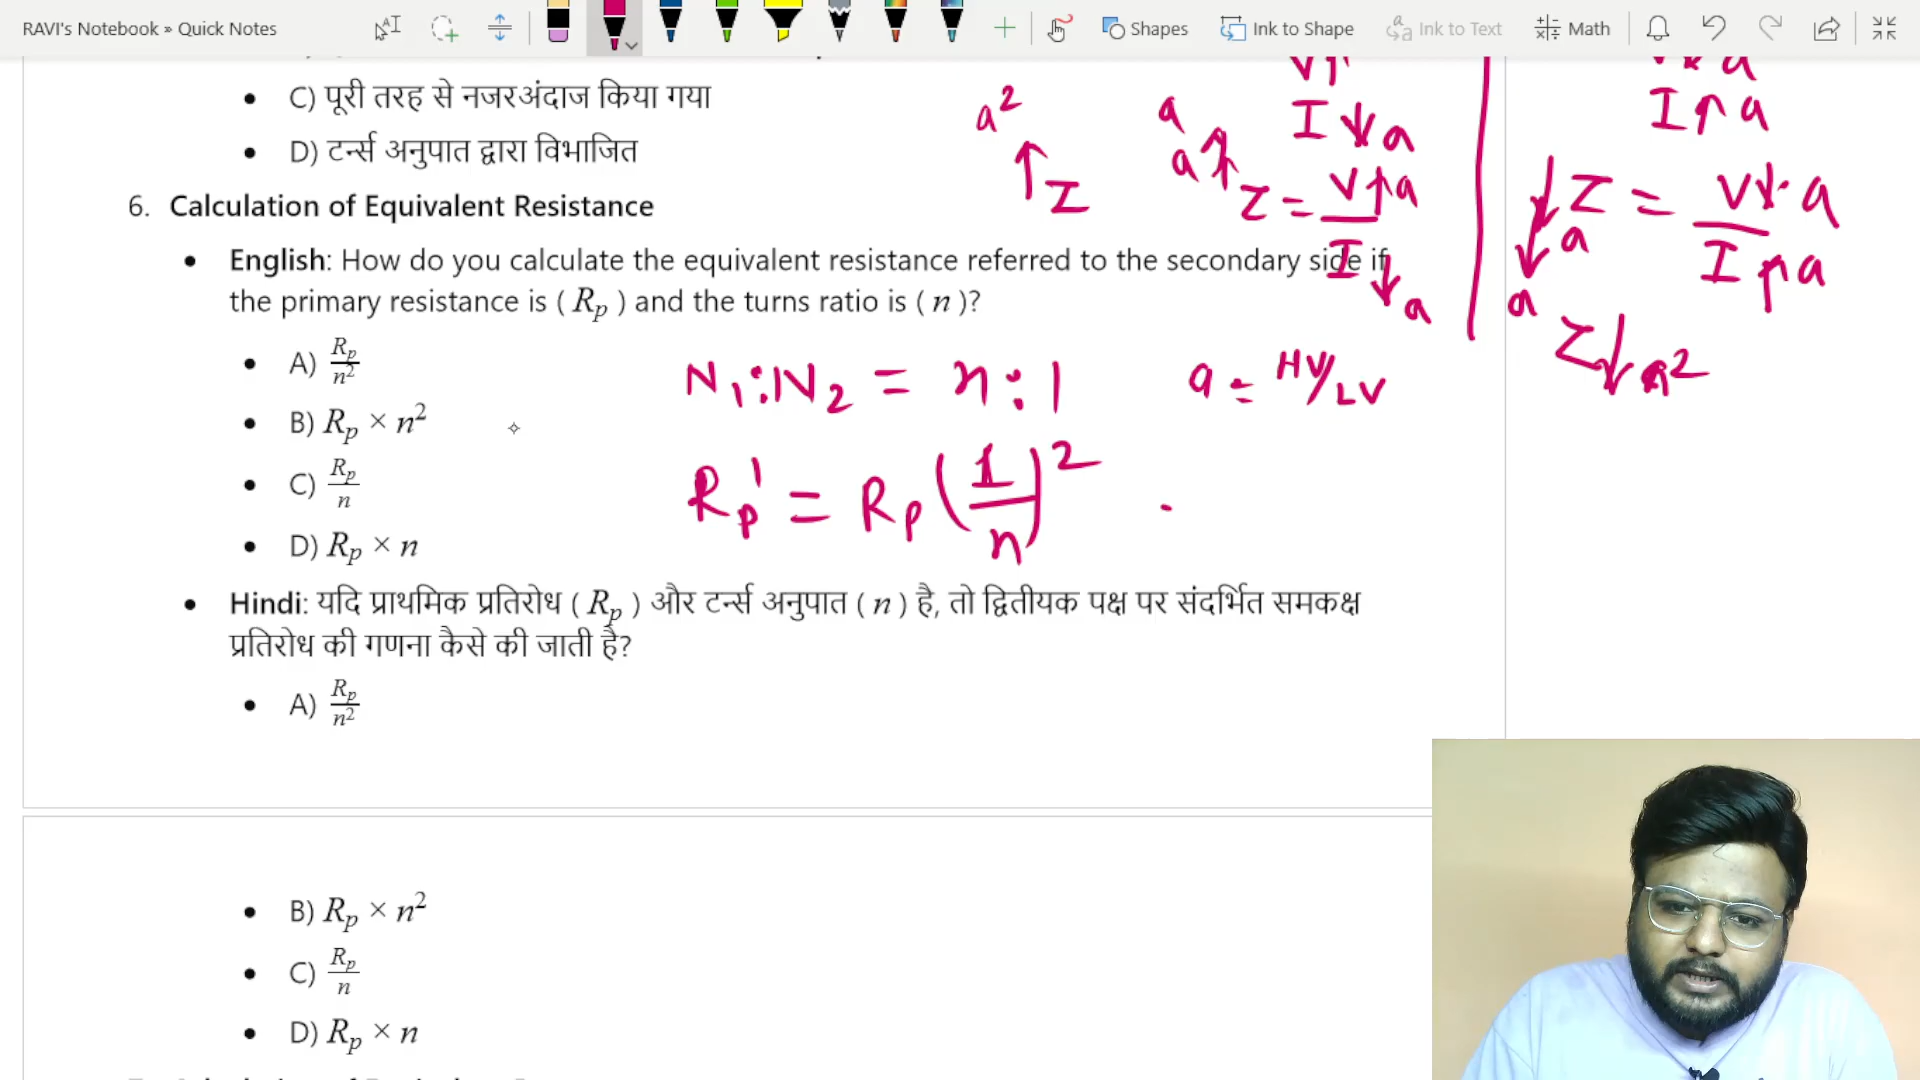 RAVI's Notebook » Quick Notes
Shapes
Ink to Shape
Ink to Text
Math
C) पूरी तरह से नजरअंदाज किया गया
D) टर्न्स अनुपात द्वारा विभाजित
a² ↑ Z
a a ↑ Z = V↑a / I↓a
I ↓ a
I ↑ a
↓ Z = V↓a / I↑a
a
a
Z↓a²
6. Calculation of Equivalent Resistance
• English: How do you calculate the equivalent resistance referred to the secondary side if
the primary resistance is ( Rₚ ) and the turns ratio is ( n )?
• A) Rₚ/n²
• B) Rₚ × n²
• C) Rₚ/n
• D) Rₚ × n
N₁:N₂ = n:1
a = HV/LV
Rₚ' = Rₚ (1/n)²
• Hindi: यदि प्राथमिक प्रतिरोध ( Rₚ ) और टर्न्स अनुपात ( n ) है, तो द्वितीयक पक्ष पर संदर्भित समकक्ष
प्रतिरोध की गणना कैसे की जाती है?
• A) Rₚ/n²
• B) Rₚ × n²
• C) Rₚ/n
• D) Rₚ × n